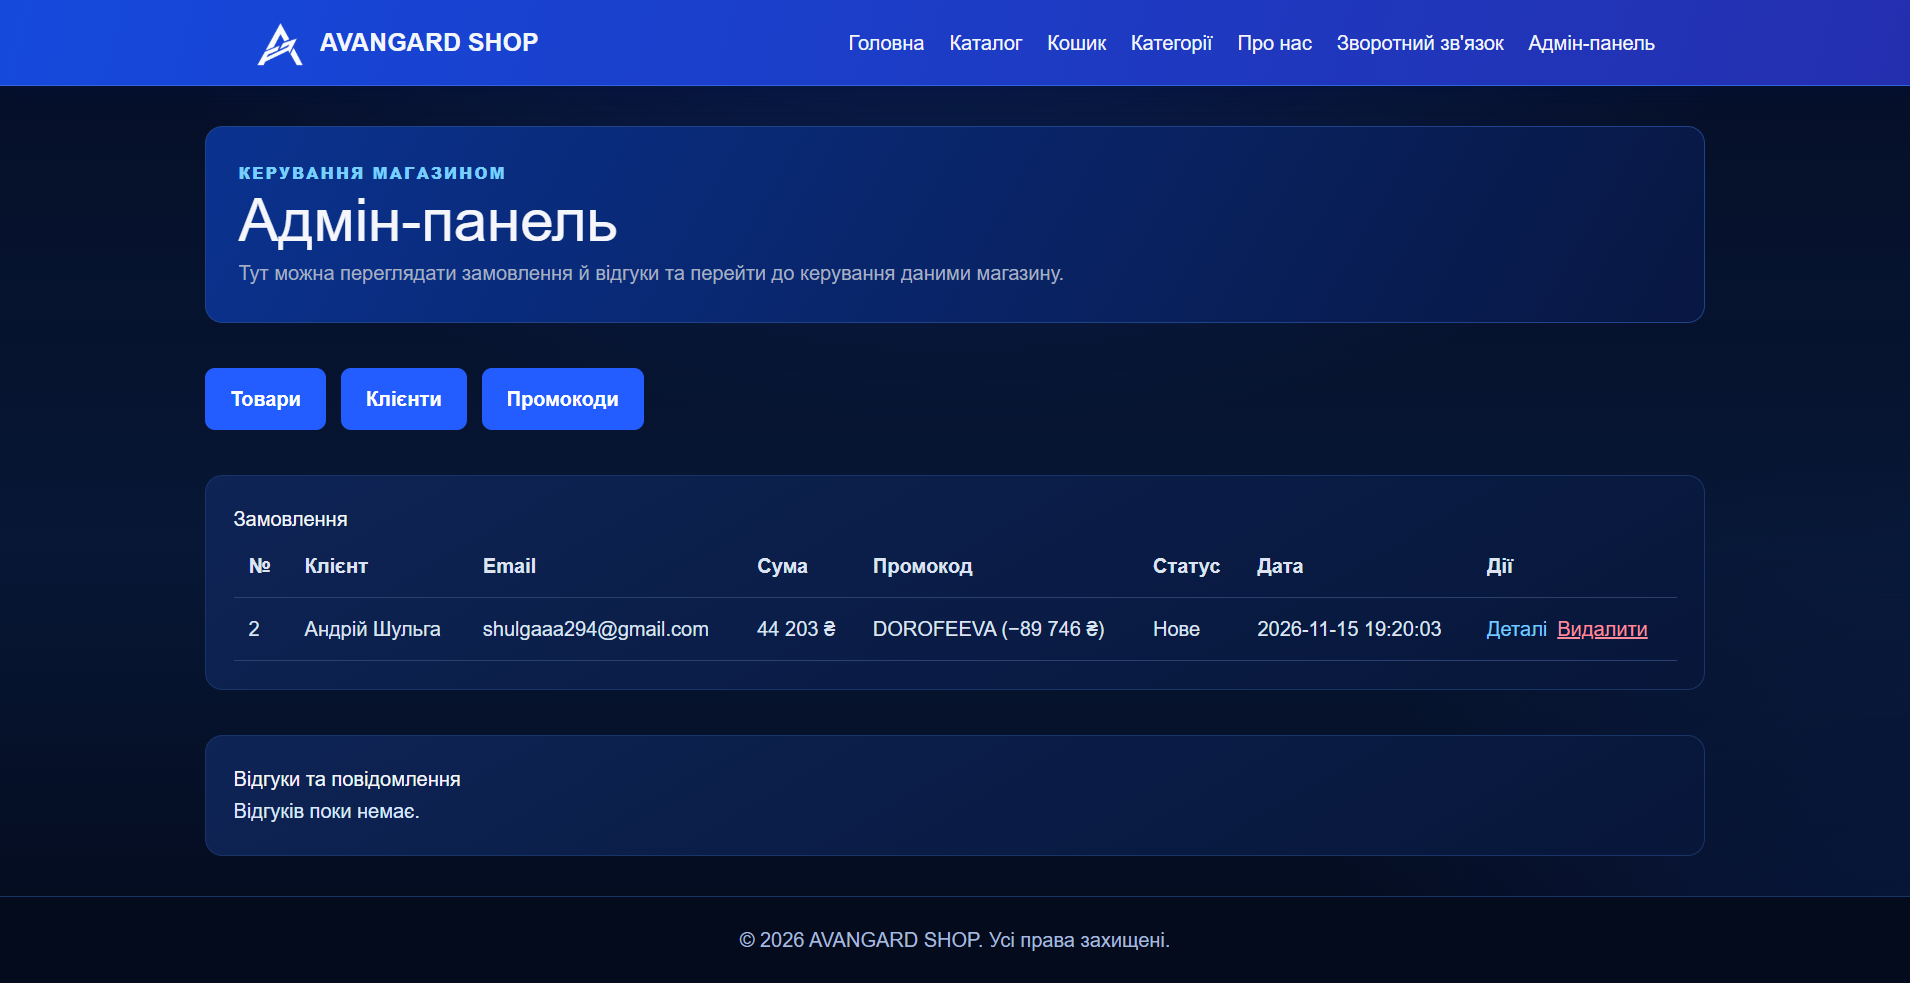 AVANGARD SHOP
Головна Каталог Кошик Категорії Про нас Зворотний зв'язок Адмін-панель
КЕРУВАННЯ МАГАЗИНОМ
Адмін-панель
Тут можна переглядати замовлення й відгуки та перейти до керування даними магазину.
Товари Клієнти Промокоди
Замовлення
№ Клієнт Email Сума Промокод Статус Дата Дії
2 Андрій Шульга shulgaaa294@gmail.com 44 203 ₴ DOROFEEVA (−89 746 ₴) Нове 2026-11-15 19:20:03 Деталі Видалити
Відгуки та повідомлення
Відгуків поки немає.
© 2026 AVANGARD SHOP. Усі права захищені.